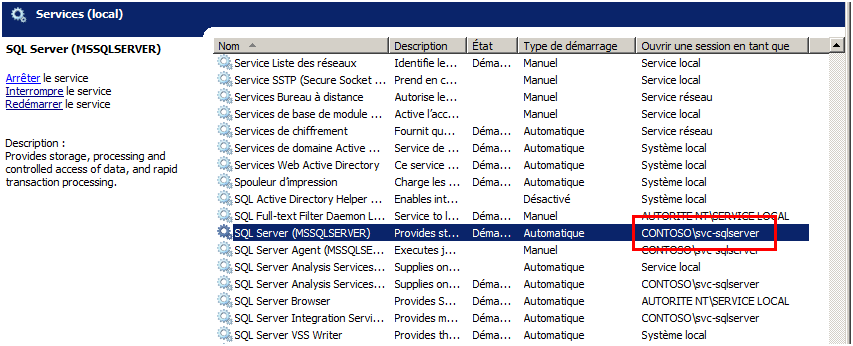 Services (local)
SQL Server (MSSQLSERVER)
Arrêter le service
Interrompre le service
Redémarrer le service
Description :
Provides storage, processing and
controlled access of data, and rapid
transaction processing.
Nom Description État Type de démarrage Ouvrir une session en tant que
Service Liste des réseaux Identifie le... Déma... Manuel Service local
Service SSTP (Secure Socket ... Prend en c... Manuel Service local
Services Bureau à distance Autorise le... Manuel Service réseau
Services de base de module ... Active l'acc... Manuel Service local
Services de chiffrement Fournit qu... Déma... Automatique Service réseau
Services de domaine Active ... Service de ... Déma... Automatique Système local
Services Web Active Directory Ce service ... Déma... Automatique Système local
Spouleur d'impression Charge les ... Déma... Automatique Système local
SQL Active Directory Helper ... Enables int... Désactivé Service local
SQL Full-text Filter Daemon L... Service to l... Déma... Manuel AUTORITE NT\SERVICE LOCAL
SQL Server (MSSQLSERVER) Provides st... Déma... Automatique CONTOSO\svc-sqlserver
SQL Server Agent (MSSQLSE... Executes j... Manuel CONTOSO\svc-sqlserver
SQL Server Analysis Services... Supplies on... Automatique Service local
SQL Server Analysis Services... Supplies on... Déma... Automatique CONTOSO\svc-sqlserver
SQL Server Browser Provides S... Déma... Automatique AUTORITE NT\SERVICE LOCAL
SQL Server Integration Servi... Provides m... Déma... Automatique CONTOSO\svc-sqlserver
SQL Server VSS Writer Provides th... Déma... Automatique Système local